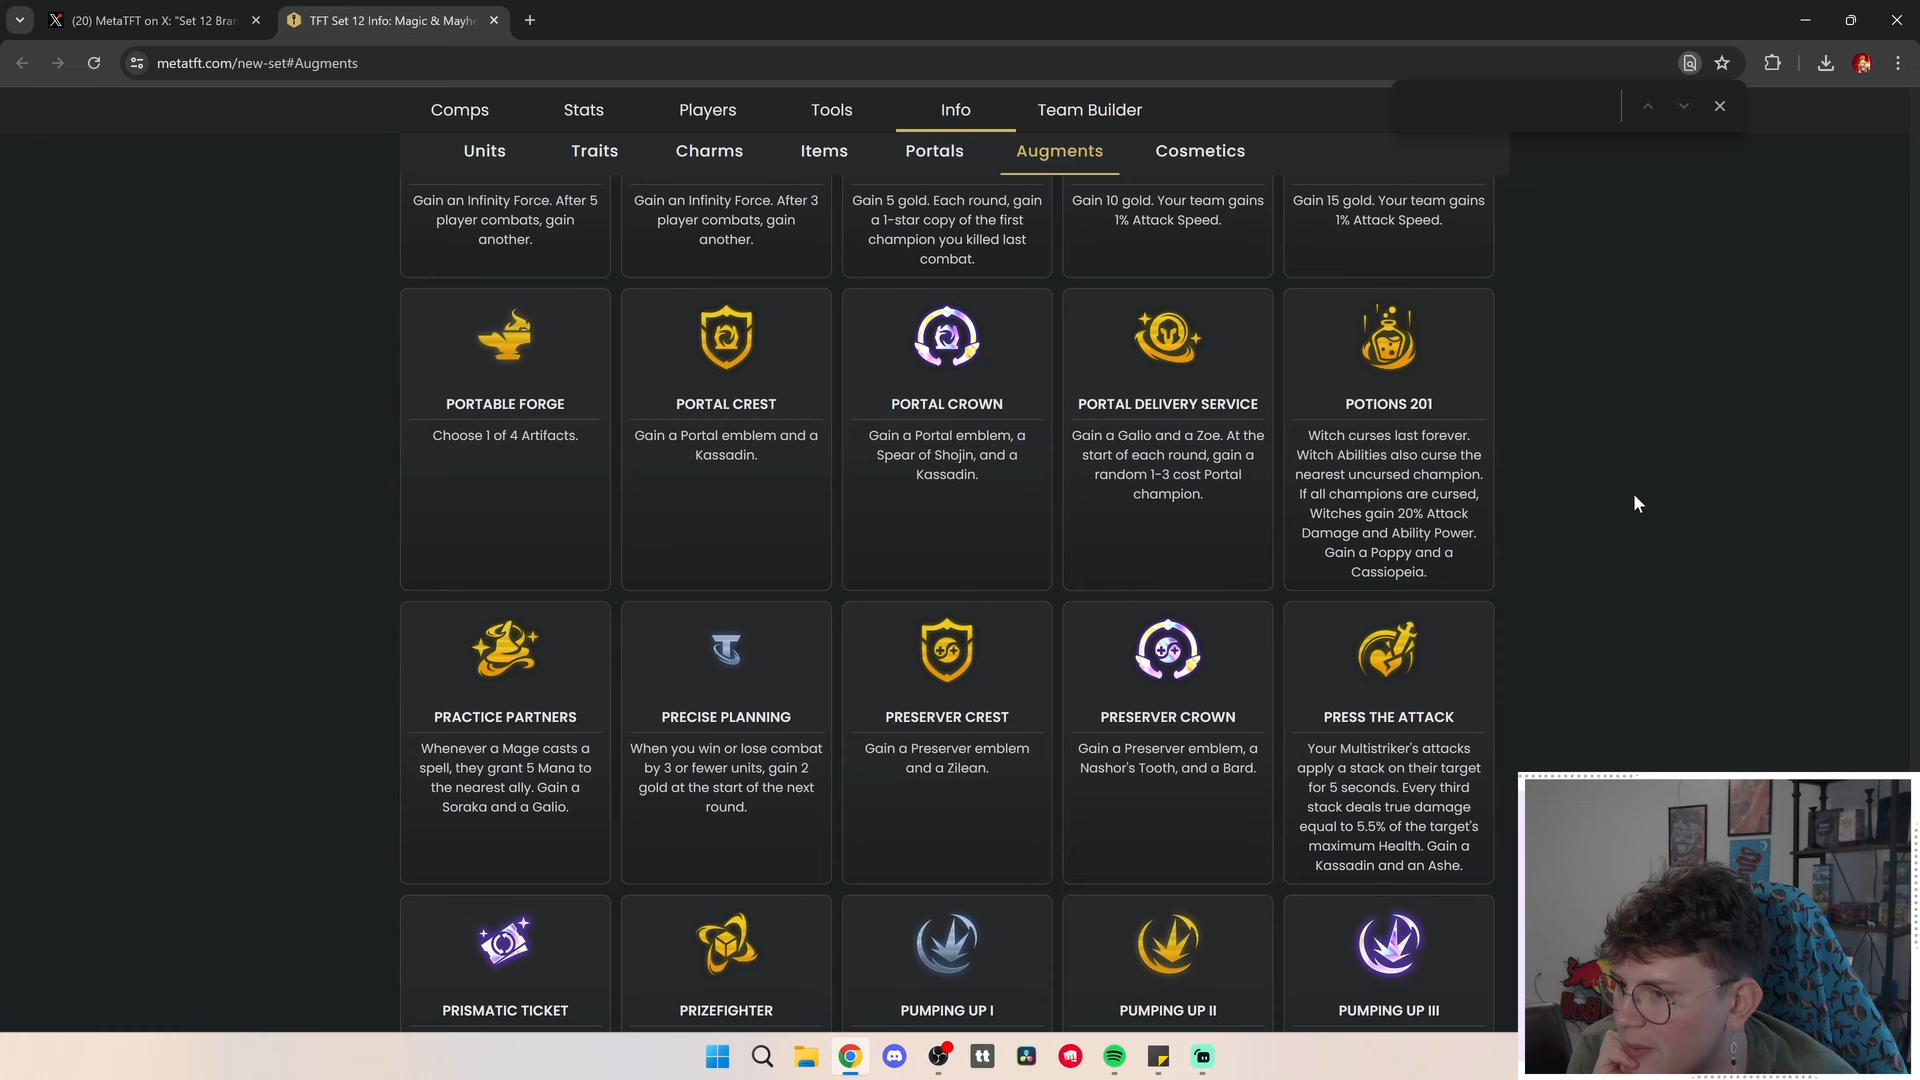 (20) MetaTFT on X: "Set 12 Bran
TFT Set 12 Info: Magic & Mayhe
metatft.com/new-set#Augments
Comps Stats Players Tools Info Team Builder
Units Traits Charms Items Portals Augments Cosmetics
Gain an Infinity Force. After 5
player combats, gain
another.
Gain an Infinity Force. After 3
player combats, gain
another.
Gain 5 gold. Each round, gain
a 1-star copy of the first
champion you killed last
combat.
Gain 10 gold. Your team gains
1% Attack Speed.
Gain 15 gold. Your team gains
1% Attack Speed.
PORTABLE FORGE
Choose 1 of 4 Artifacts.
PORTAL CREST
Gain a Portal emblem and a
Kassadin.
PORTAL CROWN
Gain a Portal emblem, a
Spear of Shojin, and a
Kassadin.
PORTAL DELIVERY SERVICE
Gain a Galio and a Zoe. At the
start of each round, gain a
random 1-3 cost Portal
champion.
POTIONS 201
Witch curses last forever.
Witch Abilities also curse the
nearest uncursed champion.
If all champions are cursed,
Witches gain 20% Attack
Damage and Ability Power.
Gain a Poppy and a
Cassiopeia.
PRACTICE PARTNERS
Whenever a Mage casts a
spell, they grant 5 Mana to
the nearest ally. Gain a
Soraka and a Galio.
PRECISE PLANNING
When you win or lose combat
by 3 or fewer units, gain 2
gold at the start of the next
round.
PRESERVER CREST
Gain a Preserver emblem
and a Zilean.
PRESERVER CROWN
Gain a Preserver emblem, a
Nashor's Tooth, and a Bard.
PRESS THE ATTACK
Your Multistriker's attacks
apply a stack on their target
for 5 seconds. Every third
stack deals true damage
equal to 5.5% of the target's
maximum Health. Gain a
Kassadin and an Ashe.
PRISMATIC TICKET
PRIZEFIGHTER
PUMPING UP I
PUMPING UP II
PUMPING UP III